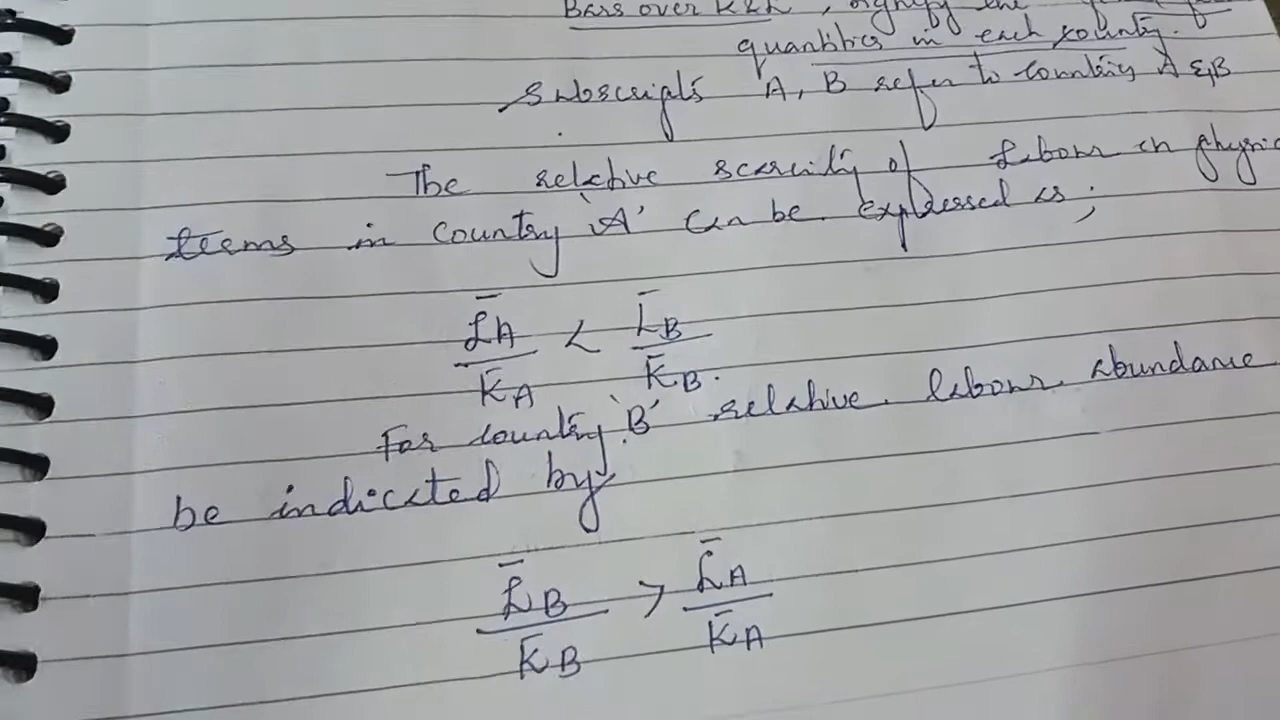 Bars over K & L, signify the
quantities in each country.
Subscripts A, B refer to country A & B
The relative scarcity of Labour in physic
terms in country 'A' can be expressed as;
L̄A / K̄A < L̄B / K̄B.
For country 'B' relative labour abundance
be indicated by
L̄B / K̄B > L̄A / K̄A